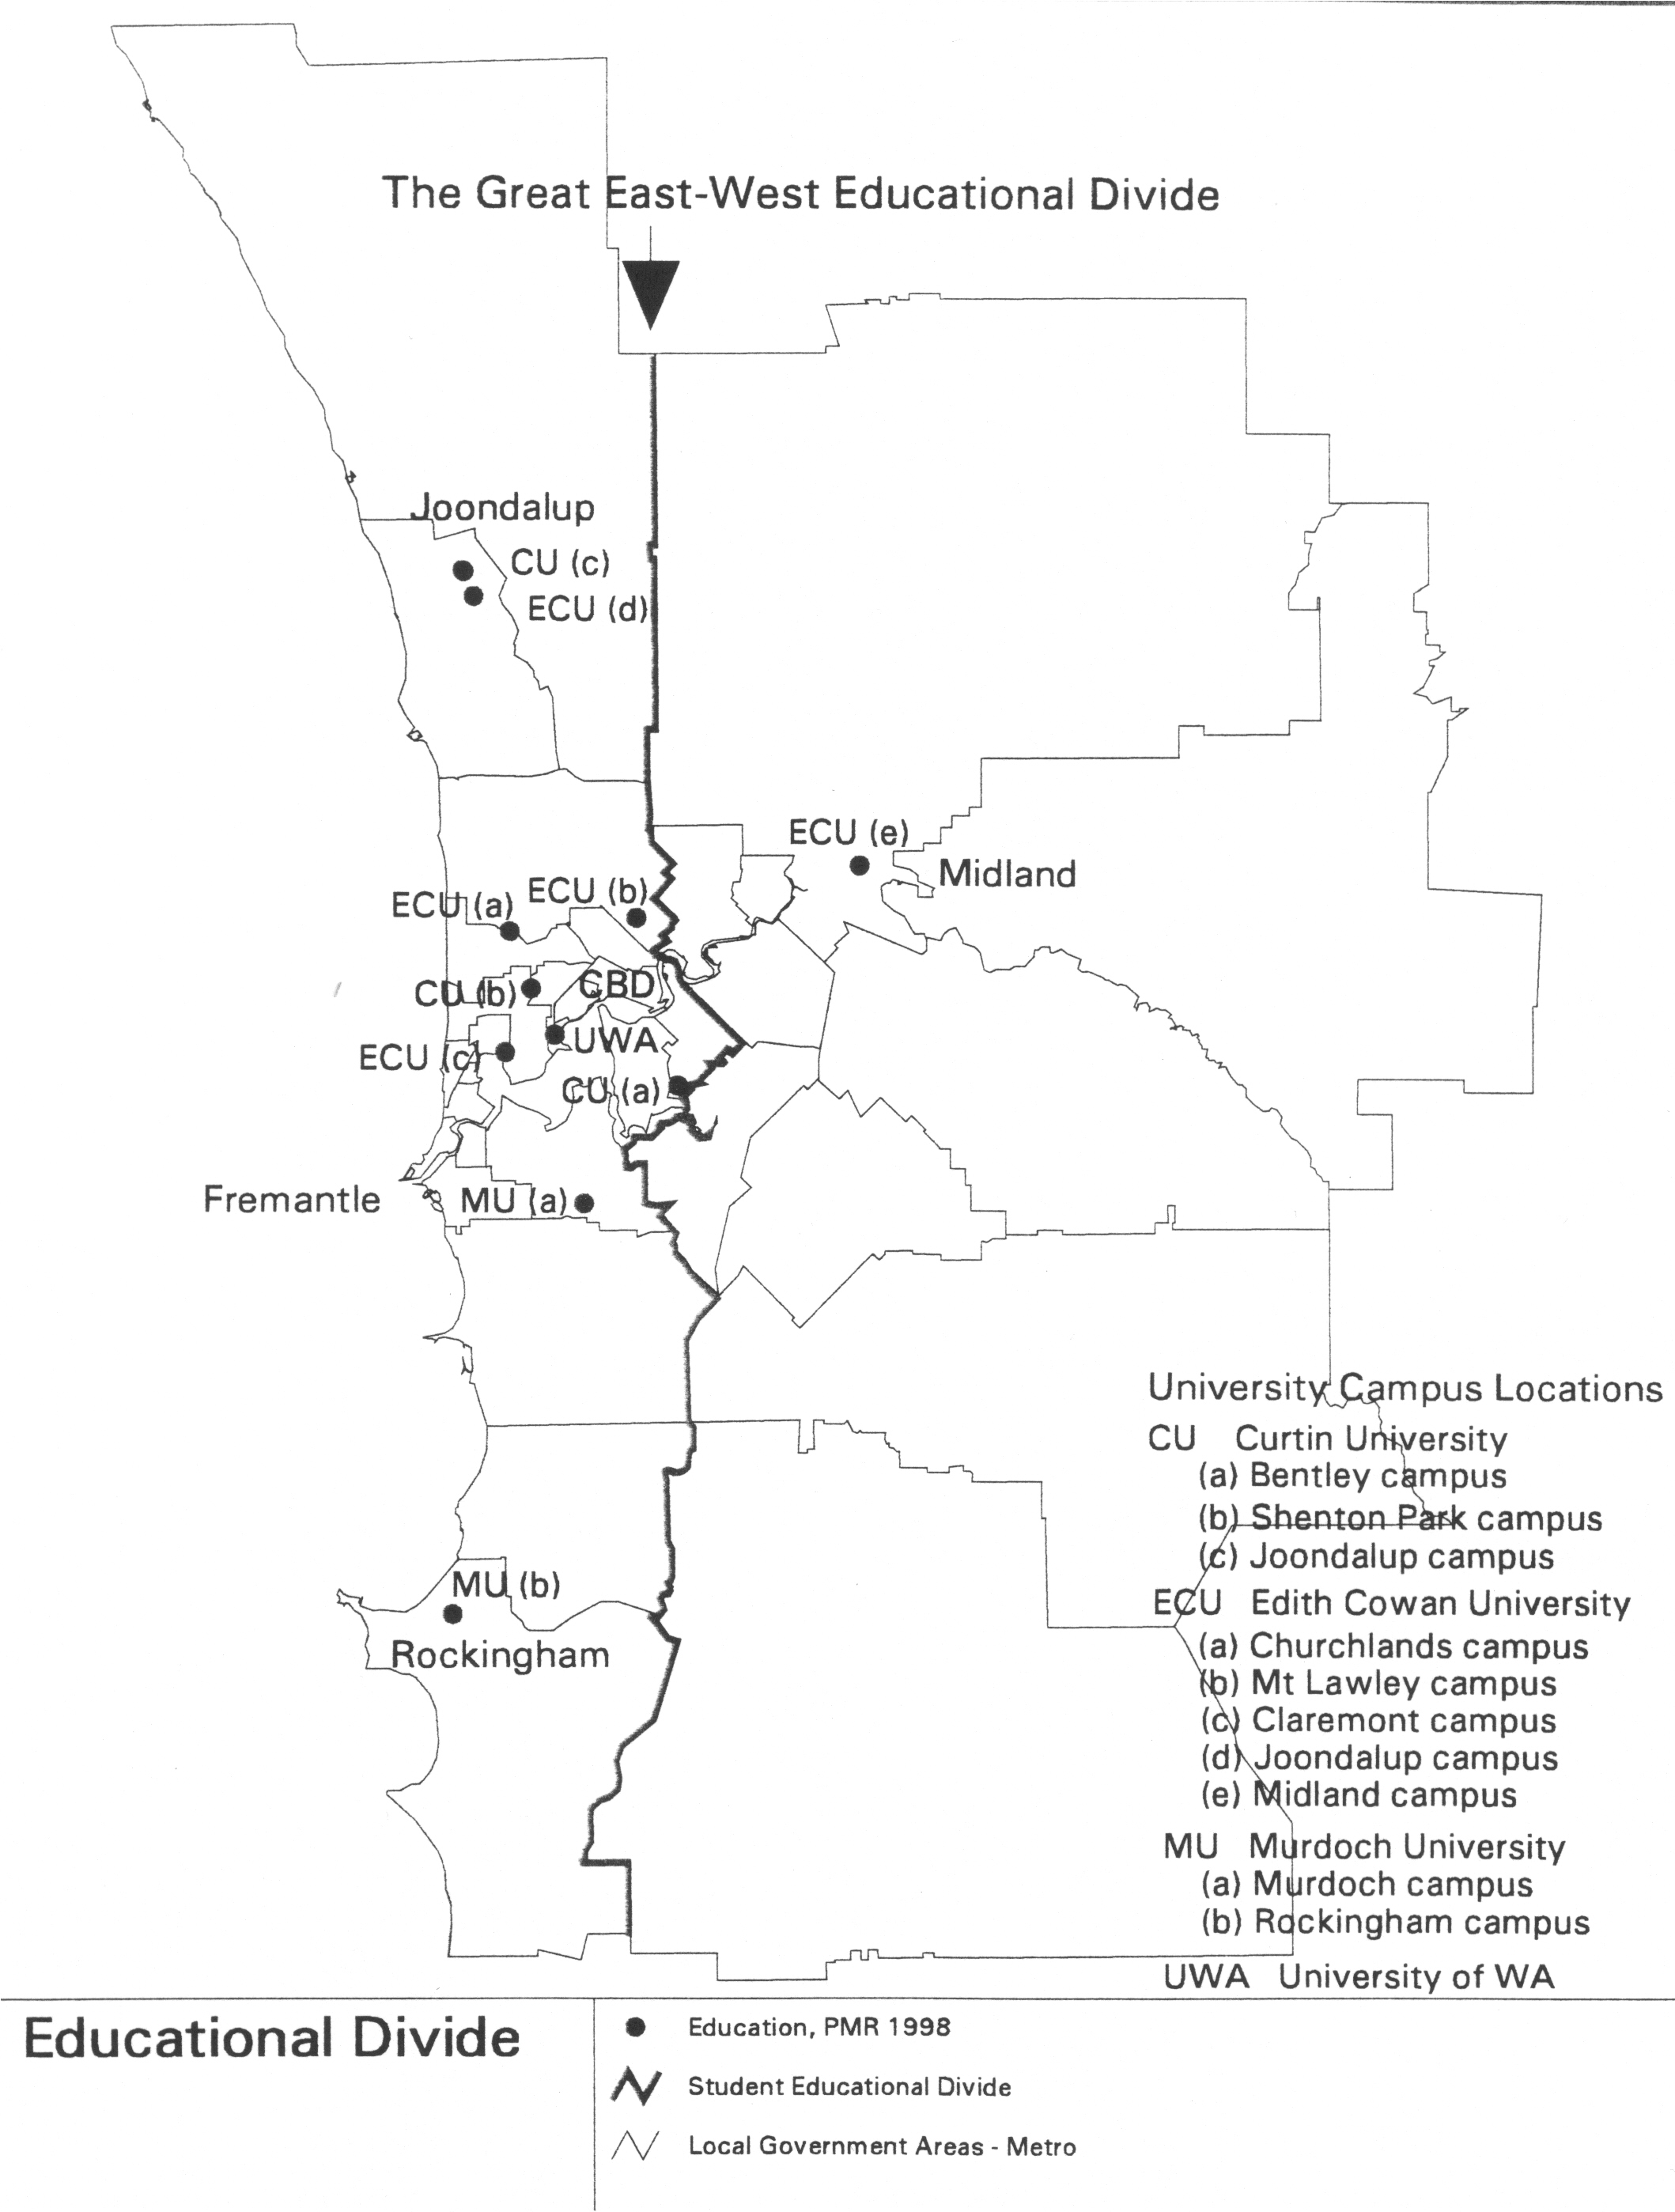 The Great East-West Educational Divide
Joondalup
CU (c)
ECU (d)
ECU (e)
Midland
ECU (a)
ECU (b)
CU (b)
CBD
UWA
ECU (c)
CU (a)
Fremantle
MU (a)
MU (b)
Rockingham
University Campus Locations
CU Curtin University
(a) Bentley campus
(b) Shenton Park campus
(c) Joondalup campus
ECU Edith Cowan University
(a) Churchlands campus
(b) Mt Lawley campus
(c) Claremont campus
(d) Joondalup campus
(e) Midland campus
MU Murdoch University
(a) Murdoch campus
(b) Rockingham campus
UWA University of WA
Educational Divide
Education, PMR 1998
Student Educational Divide
Local Government Areas - Metro